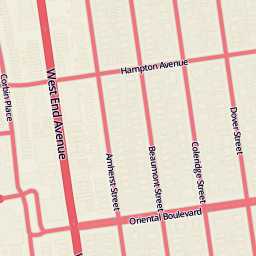 Hampton Avenue
Corbin Place
West End Avenue
Dover Street
Amherst Street
Beaumont Street
Coleridge Street
Oriental Boulevard